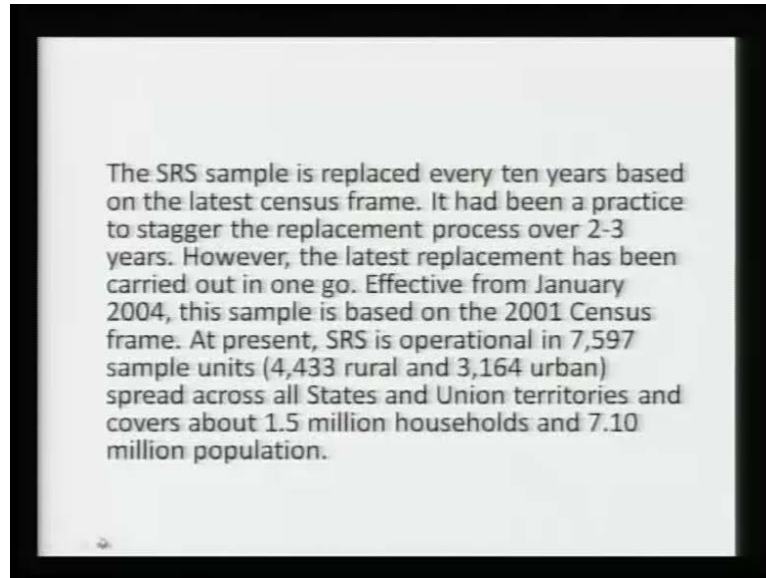 The SRS sample is replaced every ten years based
on the latest census frame. It had been a practice
to stagger the replacement process over 2-3
years. However, the latest replacement has been
carried out in one go. Effective from January
2004, this sample is based on the 2001 Census
frame. At present, SRS is operational in 7,597
sample units (4,433 rural and 3,164 urban)
spread across all States and Union territories and
covers about 1.5 million households and 7.10
million population.